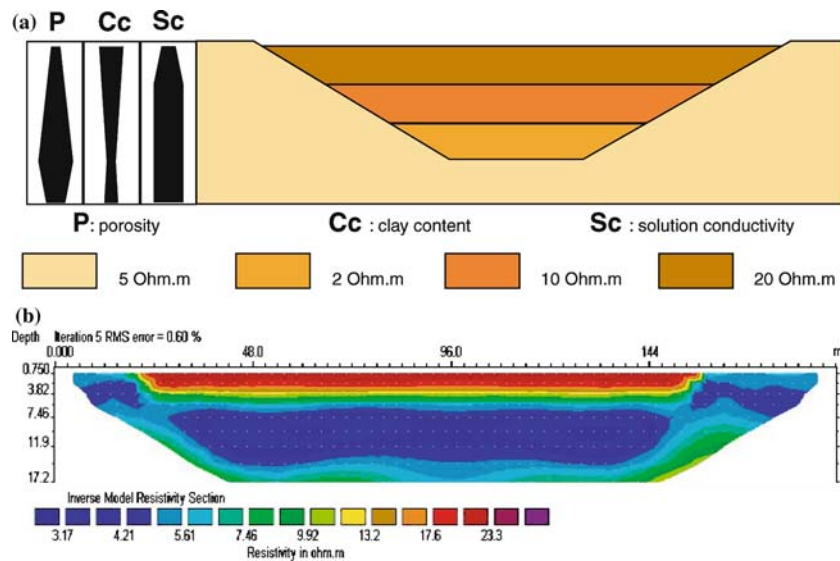 (a)
P Cc Sc
P: porosity Cc : clay content Sc : solution conductivity
5 Ohm.m 2 Ohm.m 10 Ohm.m 20 Ohm.m
(b)
Depth Iteration 5 RMS error = 0.60 %
0.000 48.0 96.0 144 m
0.750
3.82
7.46
11.9
17.2
Inverse Model Resistivity Section
3.17 4.21 5.61 7.46 9.92 13.2 17.6 23.3
Resistivity in ohm.m